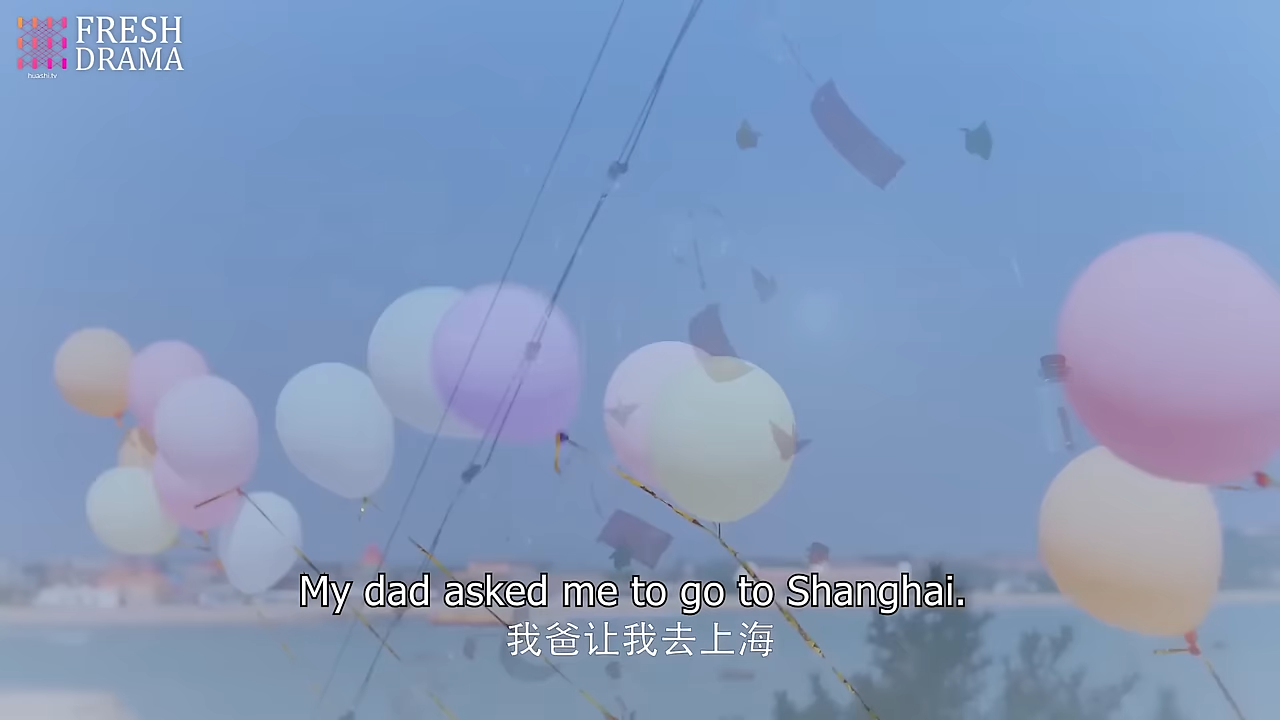 FRESH
DRAMA
huashi.tv
My dad asked me to go to Shanghai.
我爸让我去上海